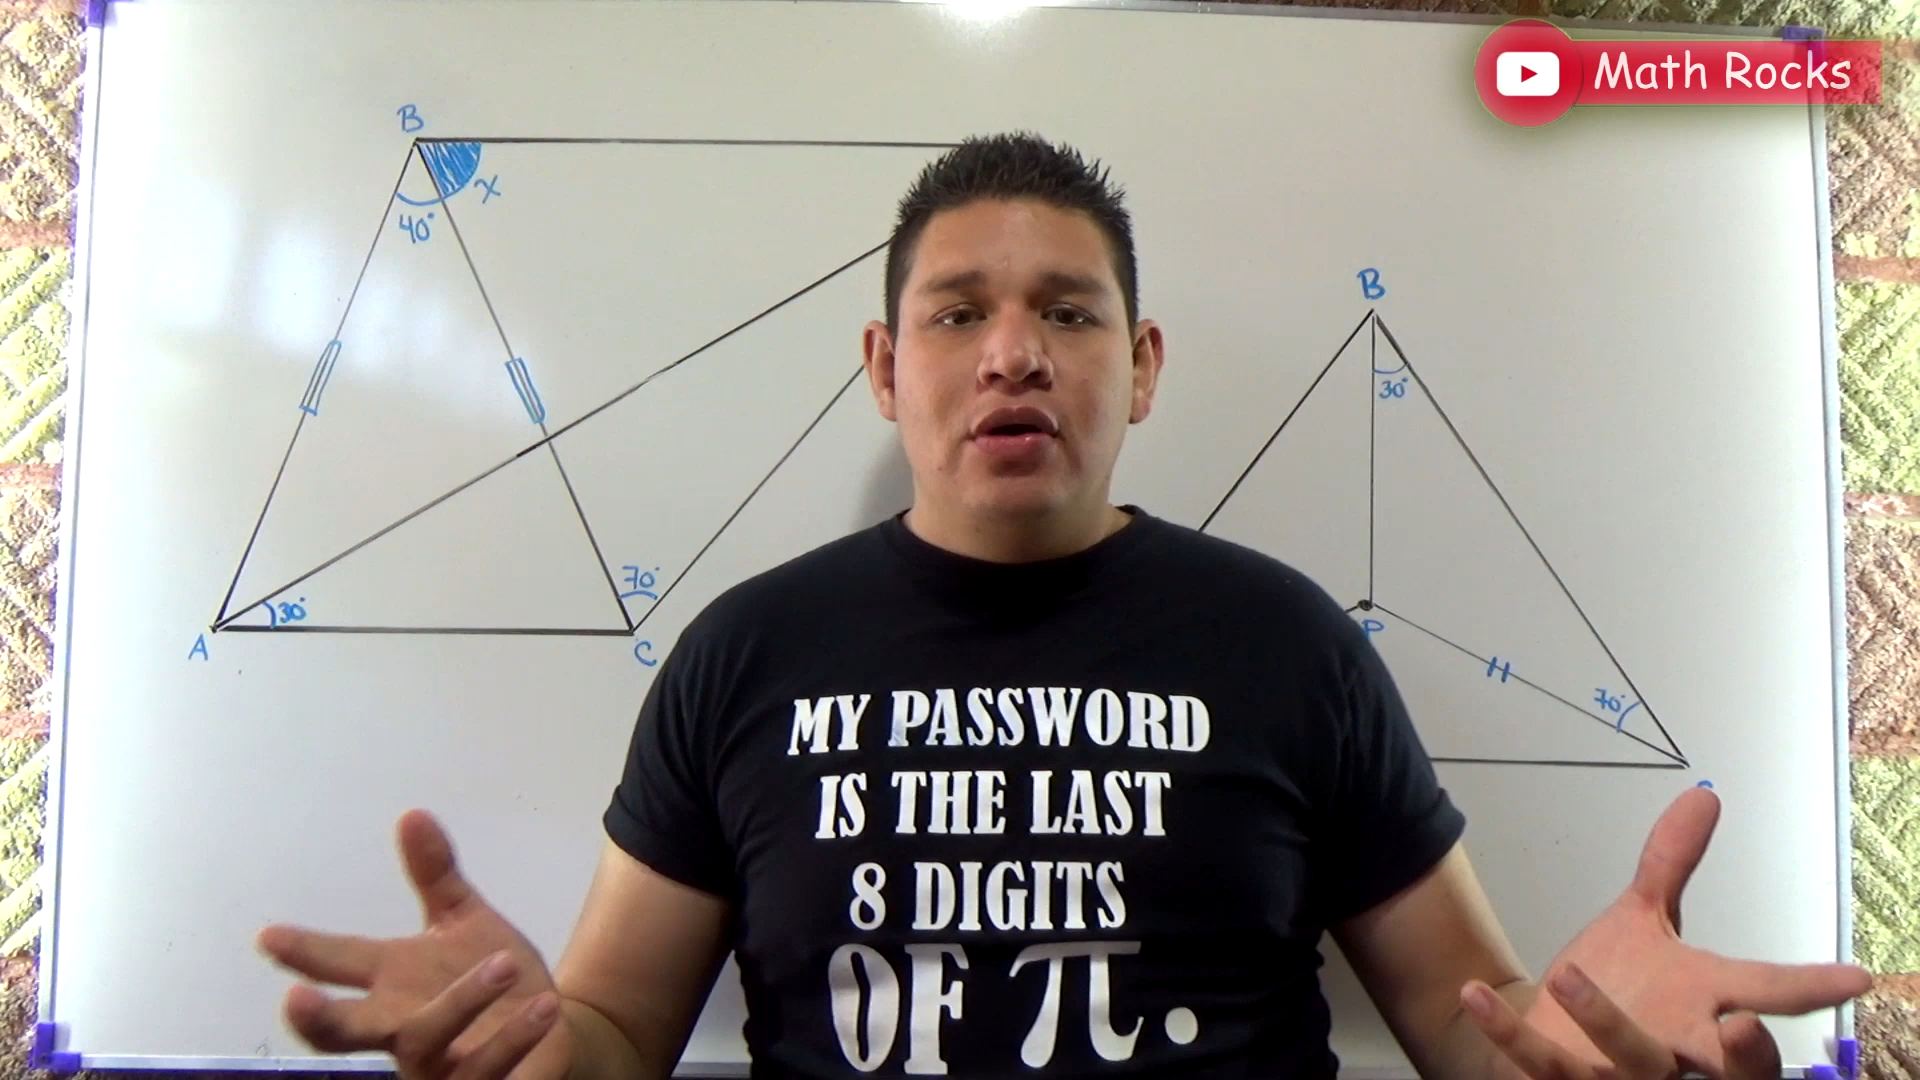 Math Rocks
B
x
40°
B
30°
70°
30°
A
C
P
70°
MY PASSWORD
IS THE LAST
8 DIGITS
OF π.